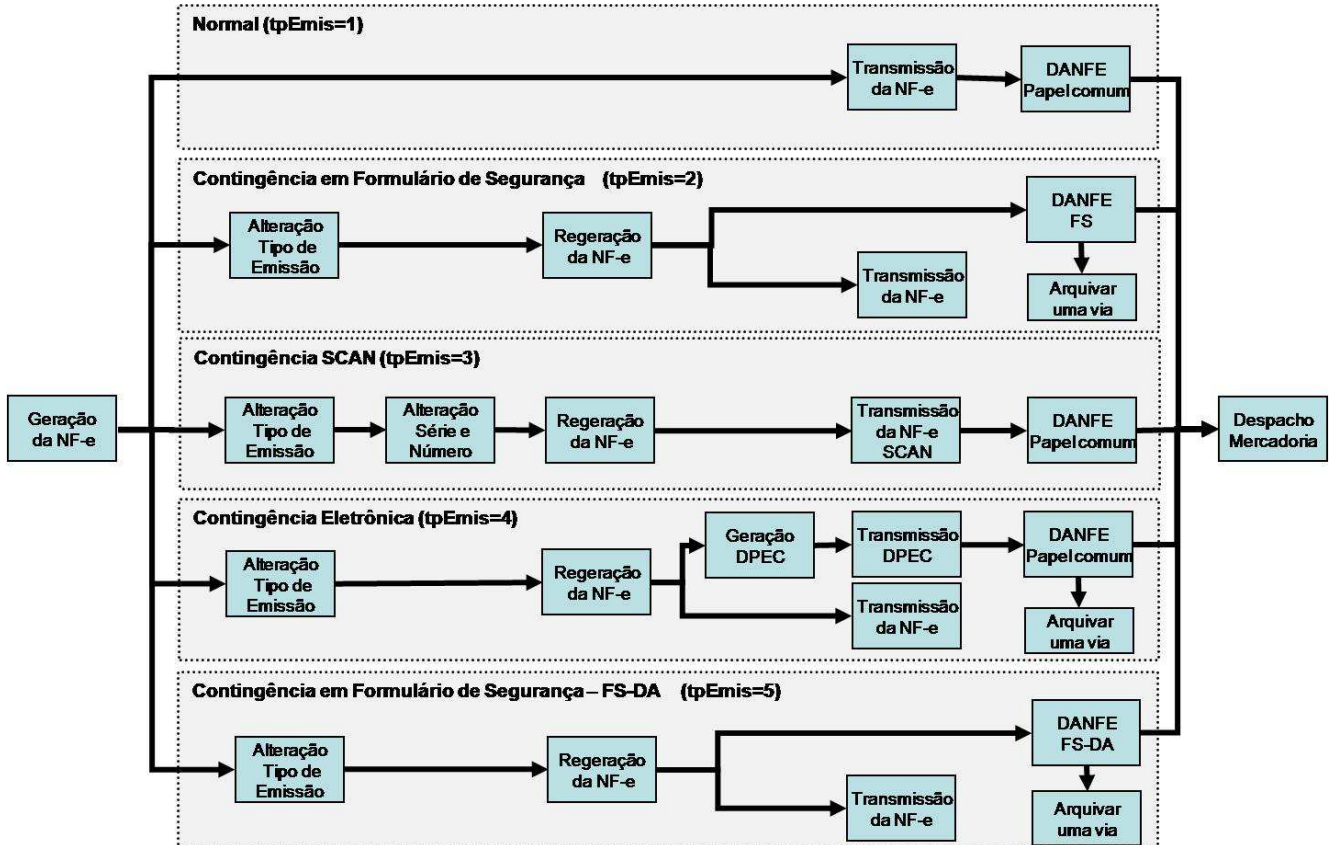 Normal (tpEmis=1)
Transmissão
da NF-e
DANFE
Papel comum
Contingência em Formulário de Segurança (tpEmis=2)
Alteração
Tipo de
Emissão
Regeração
da NF-e
DANFE
FS
Transmissão
da NF-e
Arquivar
uma via
Contingência SCAN (tpEmis=3)
Geração
da NF-e
Alteração
Tipo de
Emissão
Alteração
Série e
Número
Regeração
da NF-e
Transmissão
da NF-e
SCAN
DANFE
Papel comum
Despacho
Mercadoria
Contingência Eletrônica (tpEmis=4)
Alteração
Tipo de
Emissão
Regeração
da NF-e
Geração
DPEC
Transmissão
DPEC
DANFE
Papel comum
Transmissão
da NF-e
Arquivar
uma via
Contingência em Formulário de Segurança – FS-DA (tpEmis=5)
Alteração
Tipo de
Emissão
Regeração
da NF-e
DANFE
FS-DA
Transmissão
da NF-e
Arquivar
uma via